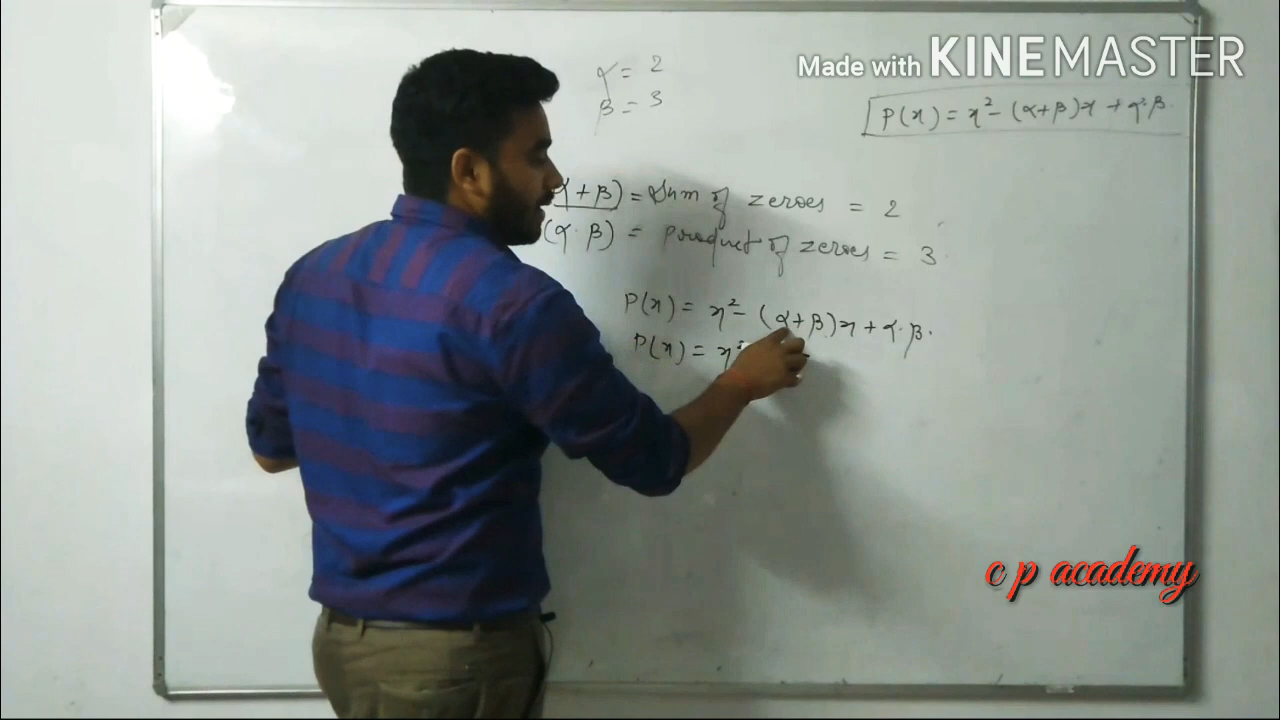 Made with KINEMASTER
α = 2
β = 3
P(x) = x² - (α+β)x + α·β
α + β) = Sum of zeroes = 2
(α·β) = product of zeroes = 3
P(x) = x² - (α+β)x + α·β.
P(x) = x²
c p academy